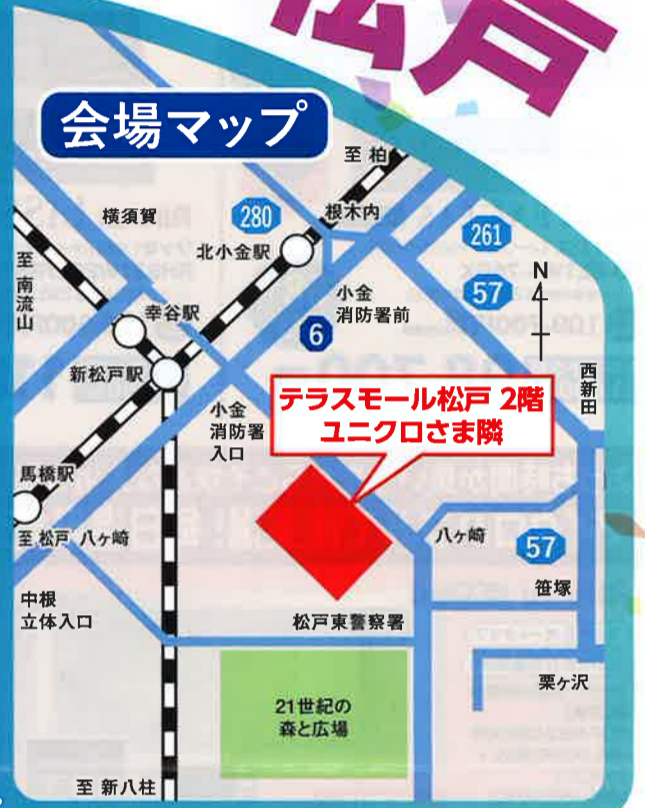 松戸
会場マップ
至 柏
横須賀
280
根木内
261
北小金駅
至 南流山
57
N
小金
消防署前
幸谷駅
6
新松戸駅
西新田
テラスモール松戸 2階
ユニクロさま隣
小金
消防署
入口
馬橋駅
至 松戸
八ヶ崎
八ヶ崎
57
笹塚
中根
立体入口
松戸東警察署
栗ヶ沢
21世紀の
森と広場
至 新八柱